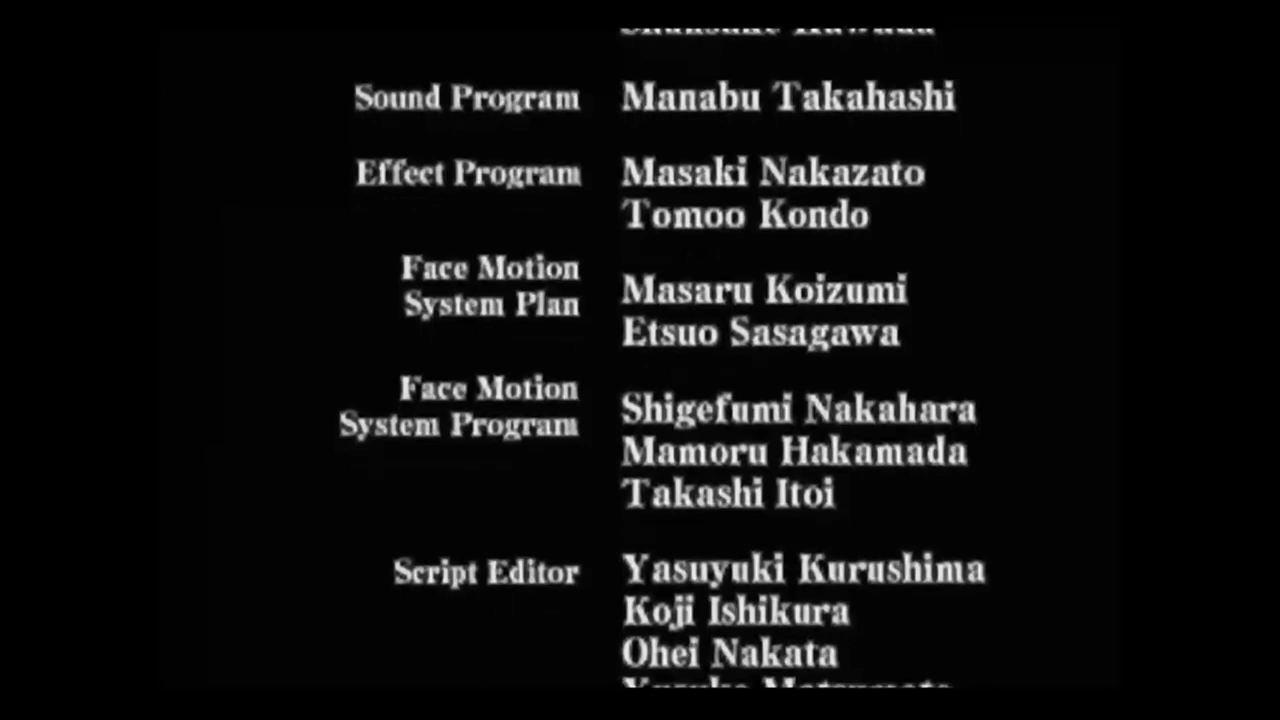 Sound Program Manabu Takahashi
Effect Program Masaki Nakazato
Tomoo Kondo
Face Motion
System Plan
Masaru Koizumi
Etsuo Sasagawa
Face Motion
System Program
Shigefumi Nakahara
Mamoru Hakamada
Takashi Itoi
Script Editor Yasuyuki Kurushima
Koji Ishikura
Ohei Nakata